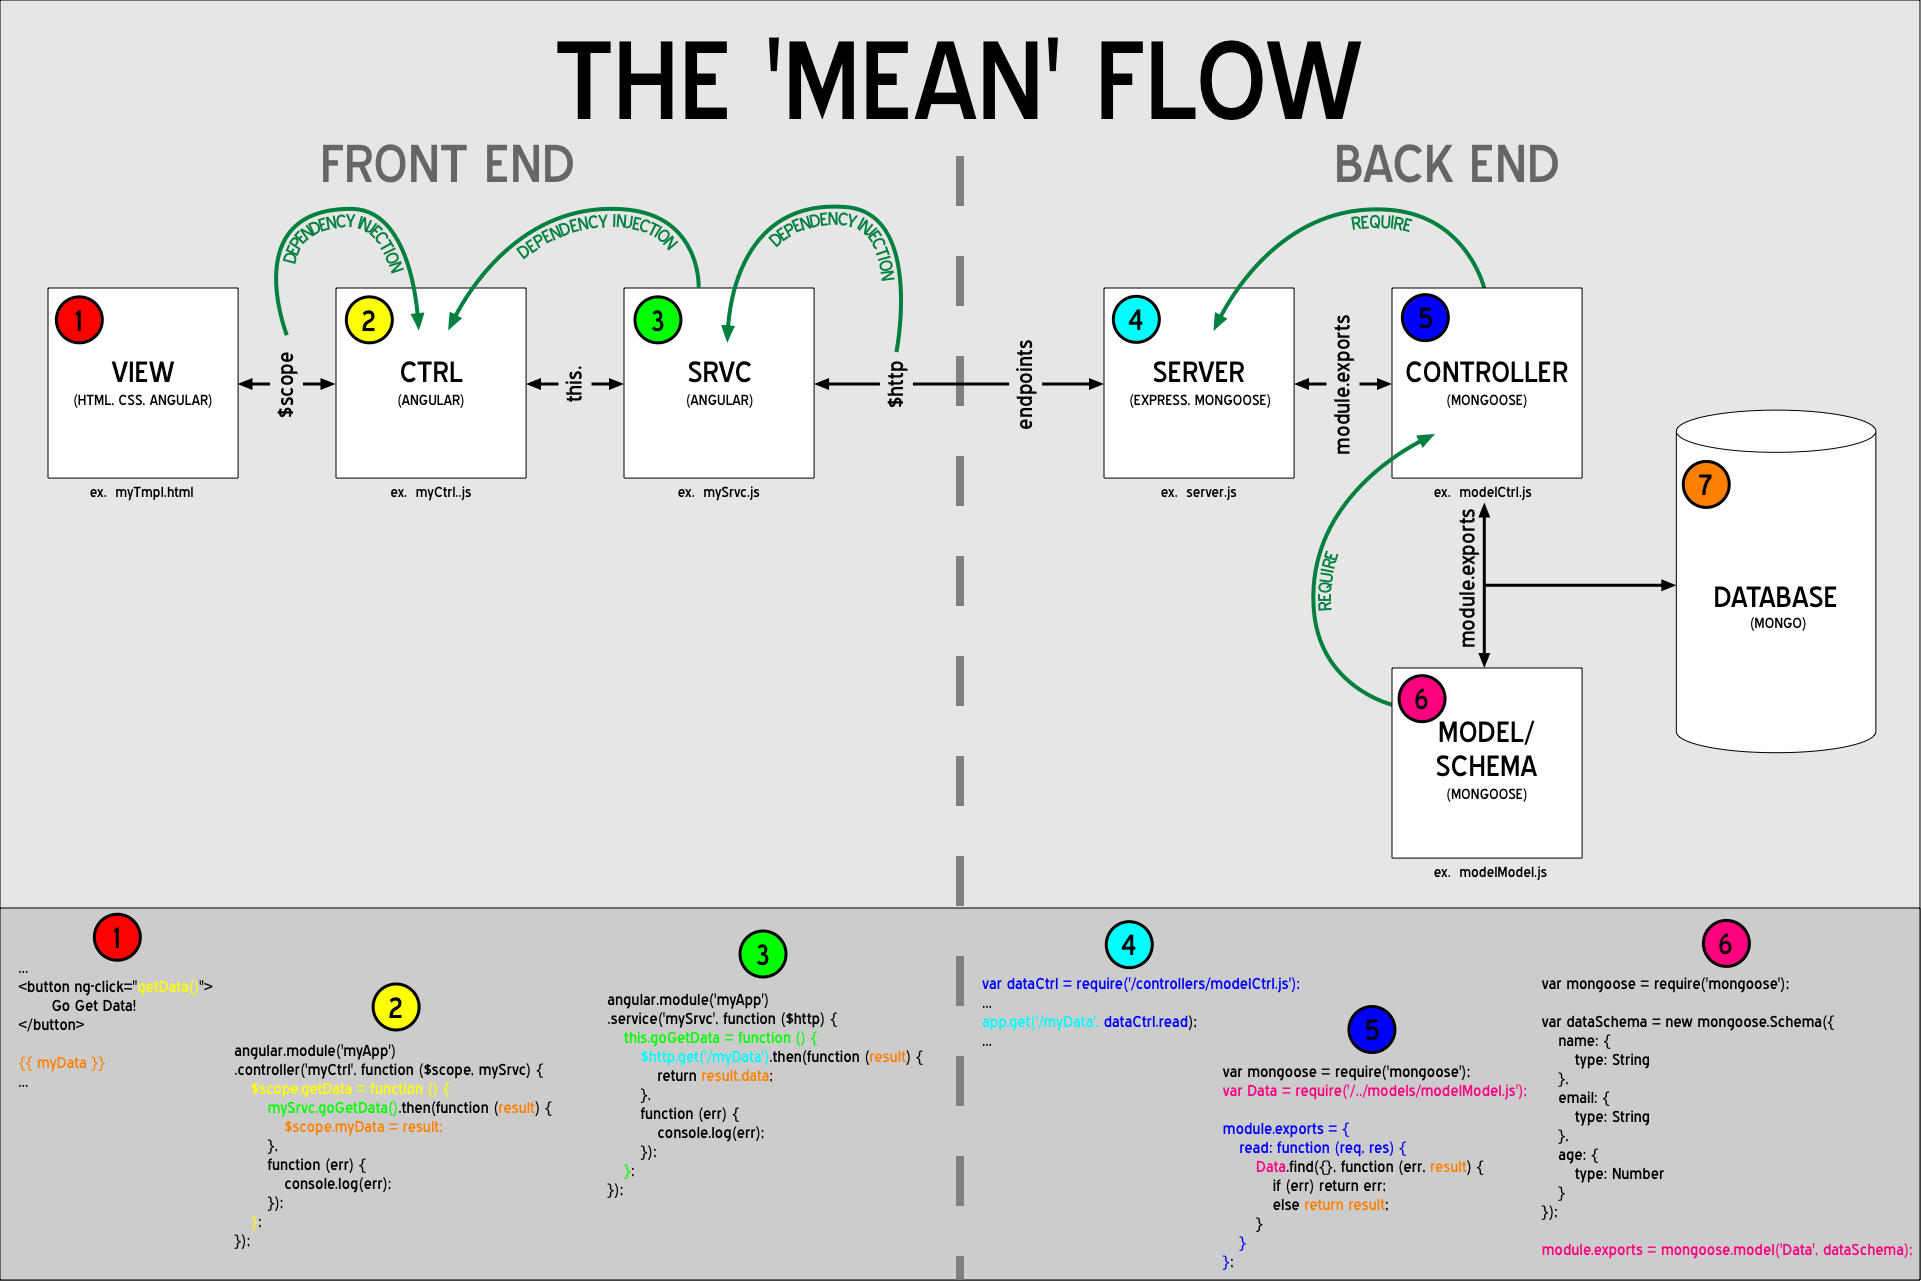 THE 'MEAN' FLOW
FRONT END
BACK END
DEPENDENCY INJECTION
DEPENDENCY INJECTION
DEPENDENCY INJECTION
REQUIRE
1
VIEW
(HTML, CSS, ANGULAR)
ex.  myTmpl.html
$scope
2
CTRL
(ANGULAR)
ex.  myCtrl..js
this.
3
SRVC
(ANGULAR)
ex.  mySrvc.js
$http
endpoints
4
SERVER
(EXPRESS, MONGOOSE)
ex.  server.js
module.exports
5
CONTROLLER
(MONGOOSE)
ex.  modelCtrl.js
module.exports
REQUIRE
6
MODEL/
SCHEMA
(MONGOOSE)
ex.  modelModel.js
7
DATABASE
(MONGO)
1
...
<button ng-click="getData()">
Go Get Data!
</button>
{{ myData }}
...
2
angular.module('myApp')
.controller('myCtrl', function ($scope, mySrvc) {
$scope.getData = function () {
mySrvc.goGetData().then(function (result) {
$scope.myData = result;
},
function (err) {
console.log(err);
});
};
});
3
angular.module('myApp')
.service('mySrvc', function ($http) {
this.goGetData = function () {
$http.get('/myData').then(function (result) {
return result.data;
},
function (err) {
console.log(err);
});
};
});
4
var dataCtrl = require('/controllers/modelCtrl.js');
...
app.get('/myData', dataCtrl.read);
...
5
var mongoose = require('mongoose');
var Data = require('/../models/modelModel.js');
module.exports = {
read: function (req, res) {
Data.find({}, function (err, result) {
if (err) return err;
else return result;
}
}
};
6
var mongoose = require('mongoose');
var dataSchema = new mongoose.Schema({
name: {
type: String
},
email: {
type: String
},
age: {
type: Number
}
});
module.exports = mongoose.model('Data', dataSchema);